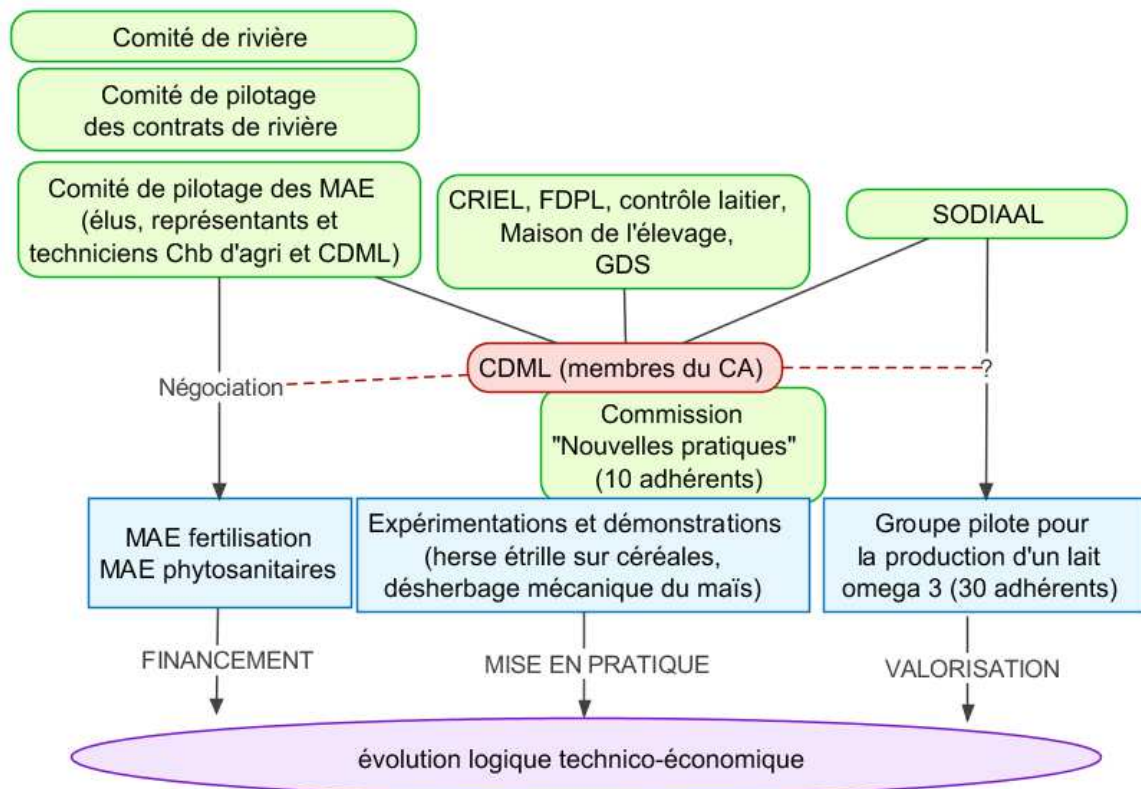 Comité de rivière
Comité de pilotage
des contrats de rivière
Comité de pilotage des MAE
(élus, représentants et
techniciens Chb d'agri et CDML)
CRIEL, FDPL, contrôle laitier,
Maison de l'élevage,
GDS
SODIAAL
CDML (membres du CA)
Négociation
?
Commission
"Nouvelles pratiques"
(10 adhérents)
MAE fertilisation
MAE phytosanitaires
Expérimentations et démonstrations
(herse étrille sur céréales,
désherbage mécanique du maïs)
Groupe pilote pour
la production d'un lait
omega 3 (30 adhérents)
FINANCEMENT
MISE EN PRATIQUE
VALORISATION
évolution logique technico-économique